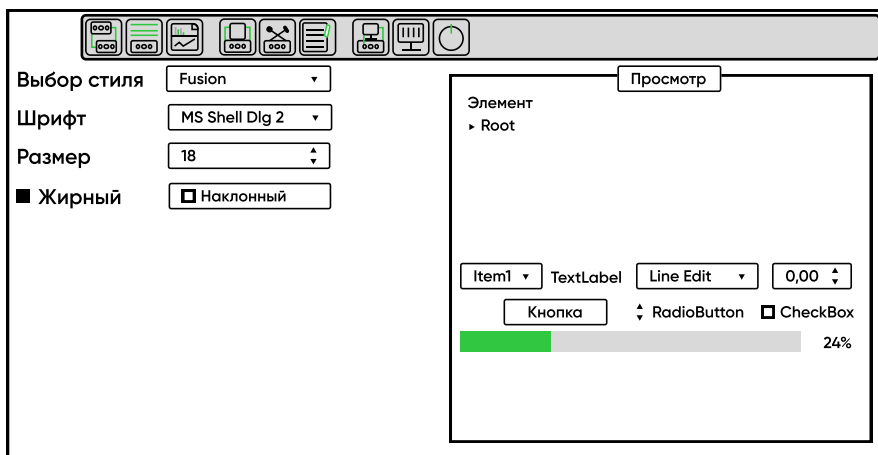 Выбор стиля Fusion
Шрифт MS Shell Dlg 2
Размер 18
Жирный Наклонный
Просмотр
Элемент
Root
Item1 TextLabel Line Edit 0,00
Кнопка RadioButton CheckBox
24%